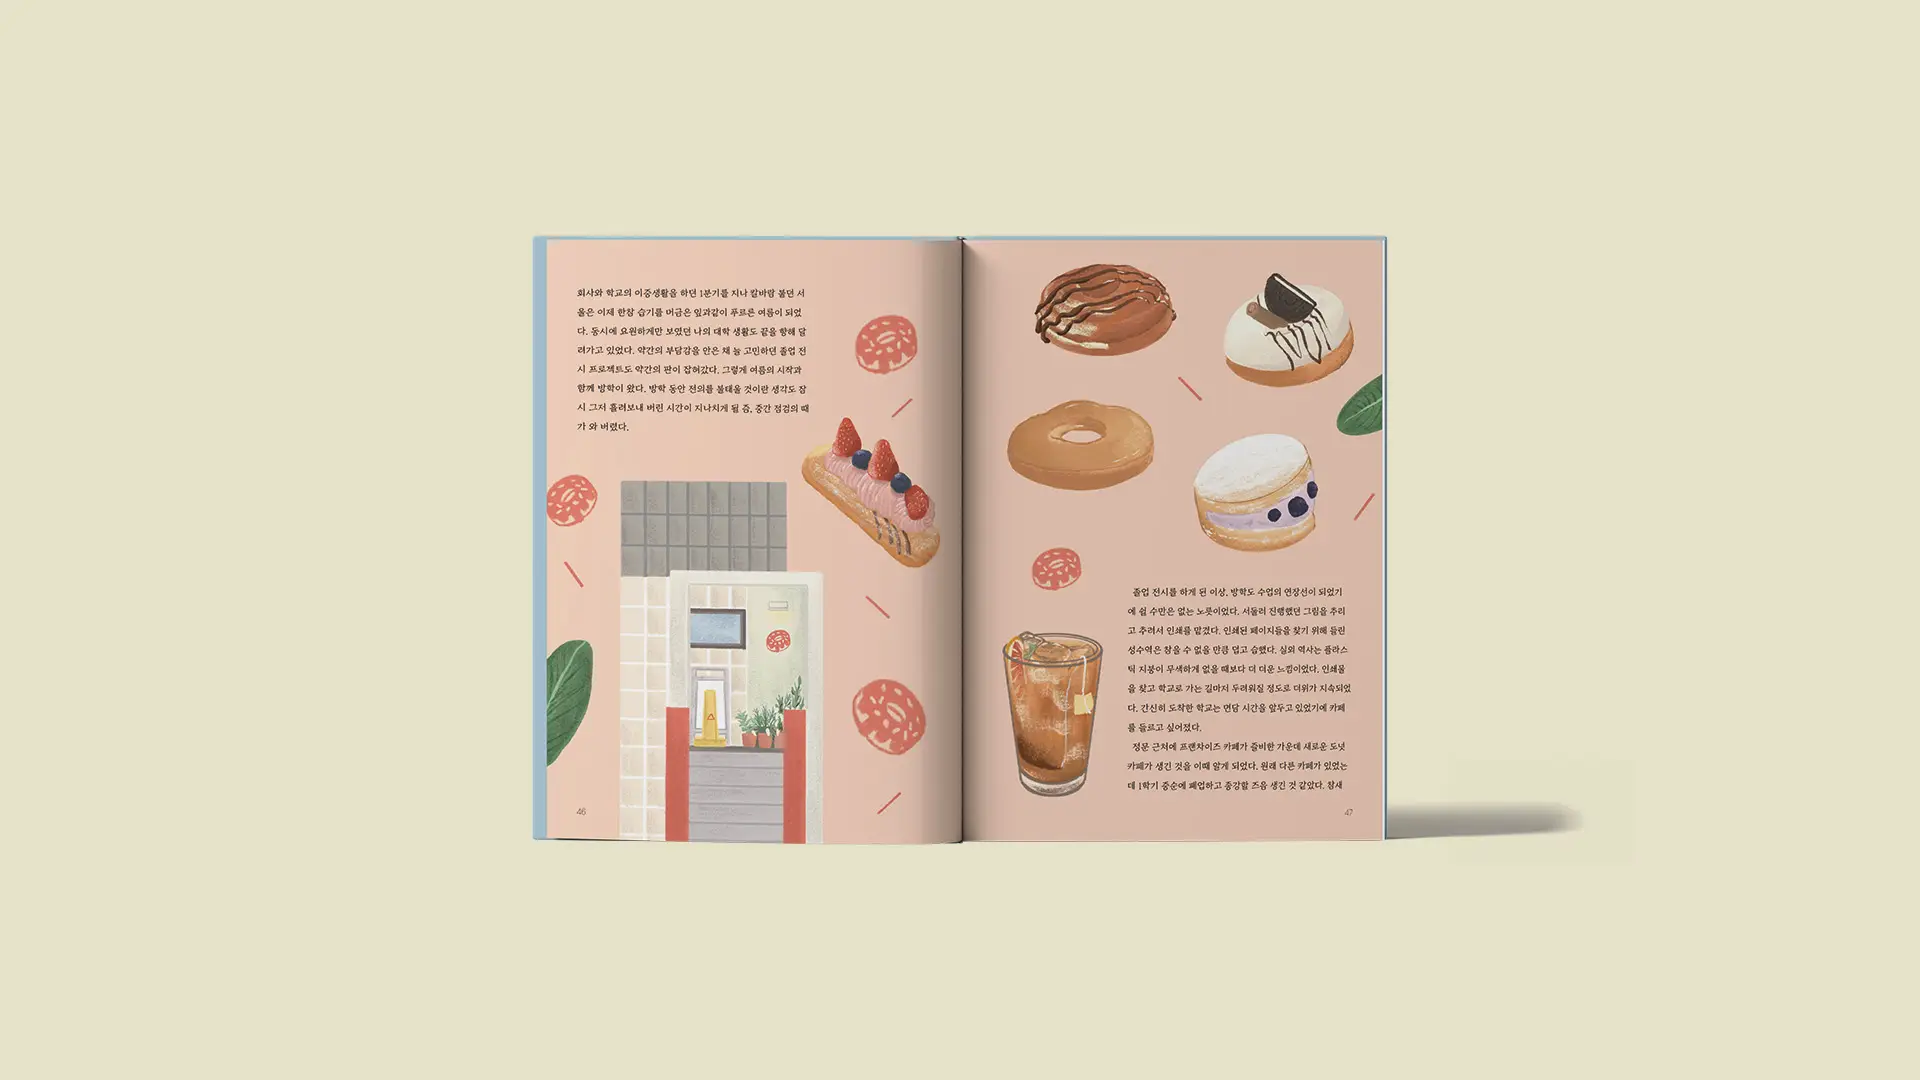 회사와 학교의 이중생활을 하던 1분기를 지나 칼바람 불던 서
울은 이제 한창 습기를 머금은 잎과같이 푸르른 여름이 되었
다. 동시에 요원하게만 보였던 나의 대학 생활도 끝을 향해 달
려가고 있었다. 약간의 부담감을 안은 채 늘 고민하던 졸업 전
시 프로젝트도 약간의 판이 잡혀갔다. 그렇게 여름의 시작과
함께 방학이 왔다. 방학 동안 전의를 불태울 것이란 생각도 잠
시 그저 흘려보내 버린 시간이 지나치게 될 즘, 중간 점검의 때
가 와 버렸다.
46
졸업 전시를 하게 된 이상, 방학도 수업의 연장선이 되었기
에 쉴 수만은 없는 노릇이었다. 서둘러 진행했던 그림을 추리
고 추려서 인쇄를 맡겼다. 인쇄된 페이지들을 찾기 위해 들린
성수역은 참을 수 없을 만큼 덥고 습했다. 실외 역사는 플라스
틱 지붕이 무색하게 없을 때보다 더 더운 느낌이었다. 인쇄물
을 찾고 학교로 가는 길마저 두려워질 정도로 더위가 지속되었
다. 간신히 도착한 학교는 면담 시간을 앞두고 있었기에 카페
를 들르고 싶어졌다.
정문 근처에 프랜차이즈 카페가 즐비한 가운데 새로운 도넛
카페가 생긴 것을 이때 알게 되었다. 원래 다른 카페가 있었는
데 1학기 중순에 폐업하고 종강할 즈음 생긴 것 같았다. 참새
47